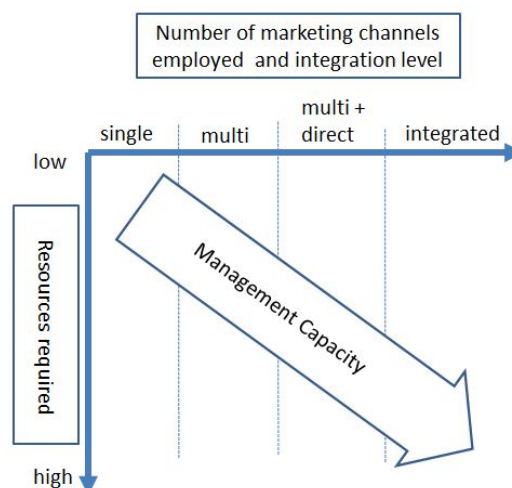 Number of marketing channels
employed and integration level
single
multi
multi +
direct
integrated
low
Resources required
Management Capacity
high